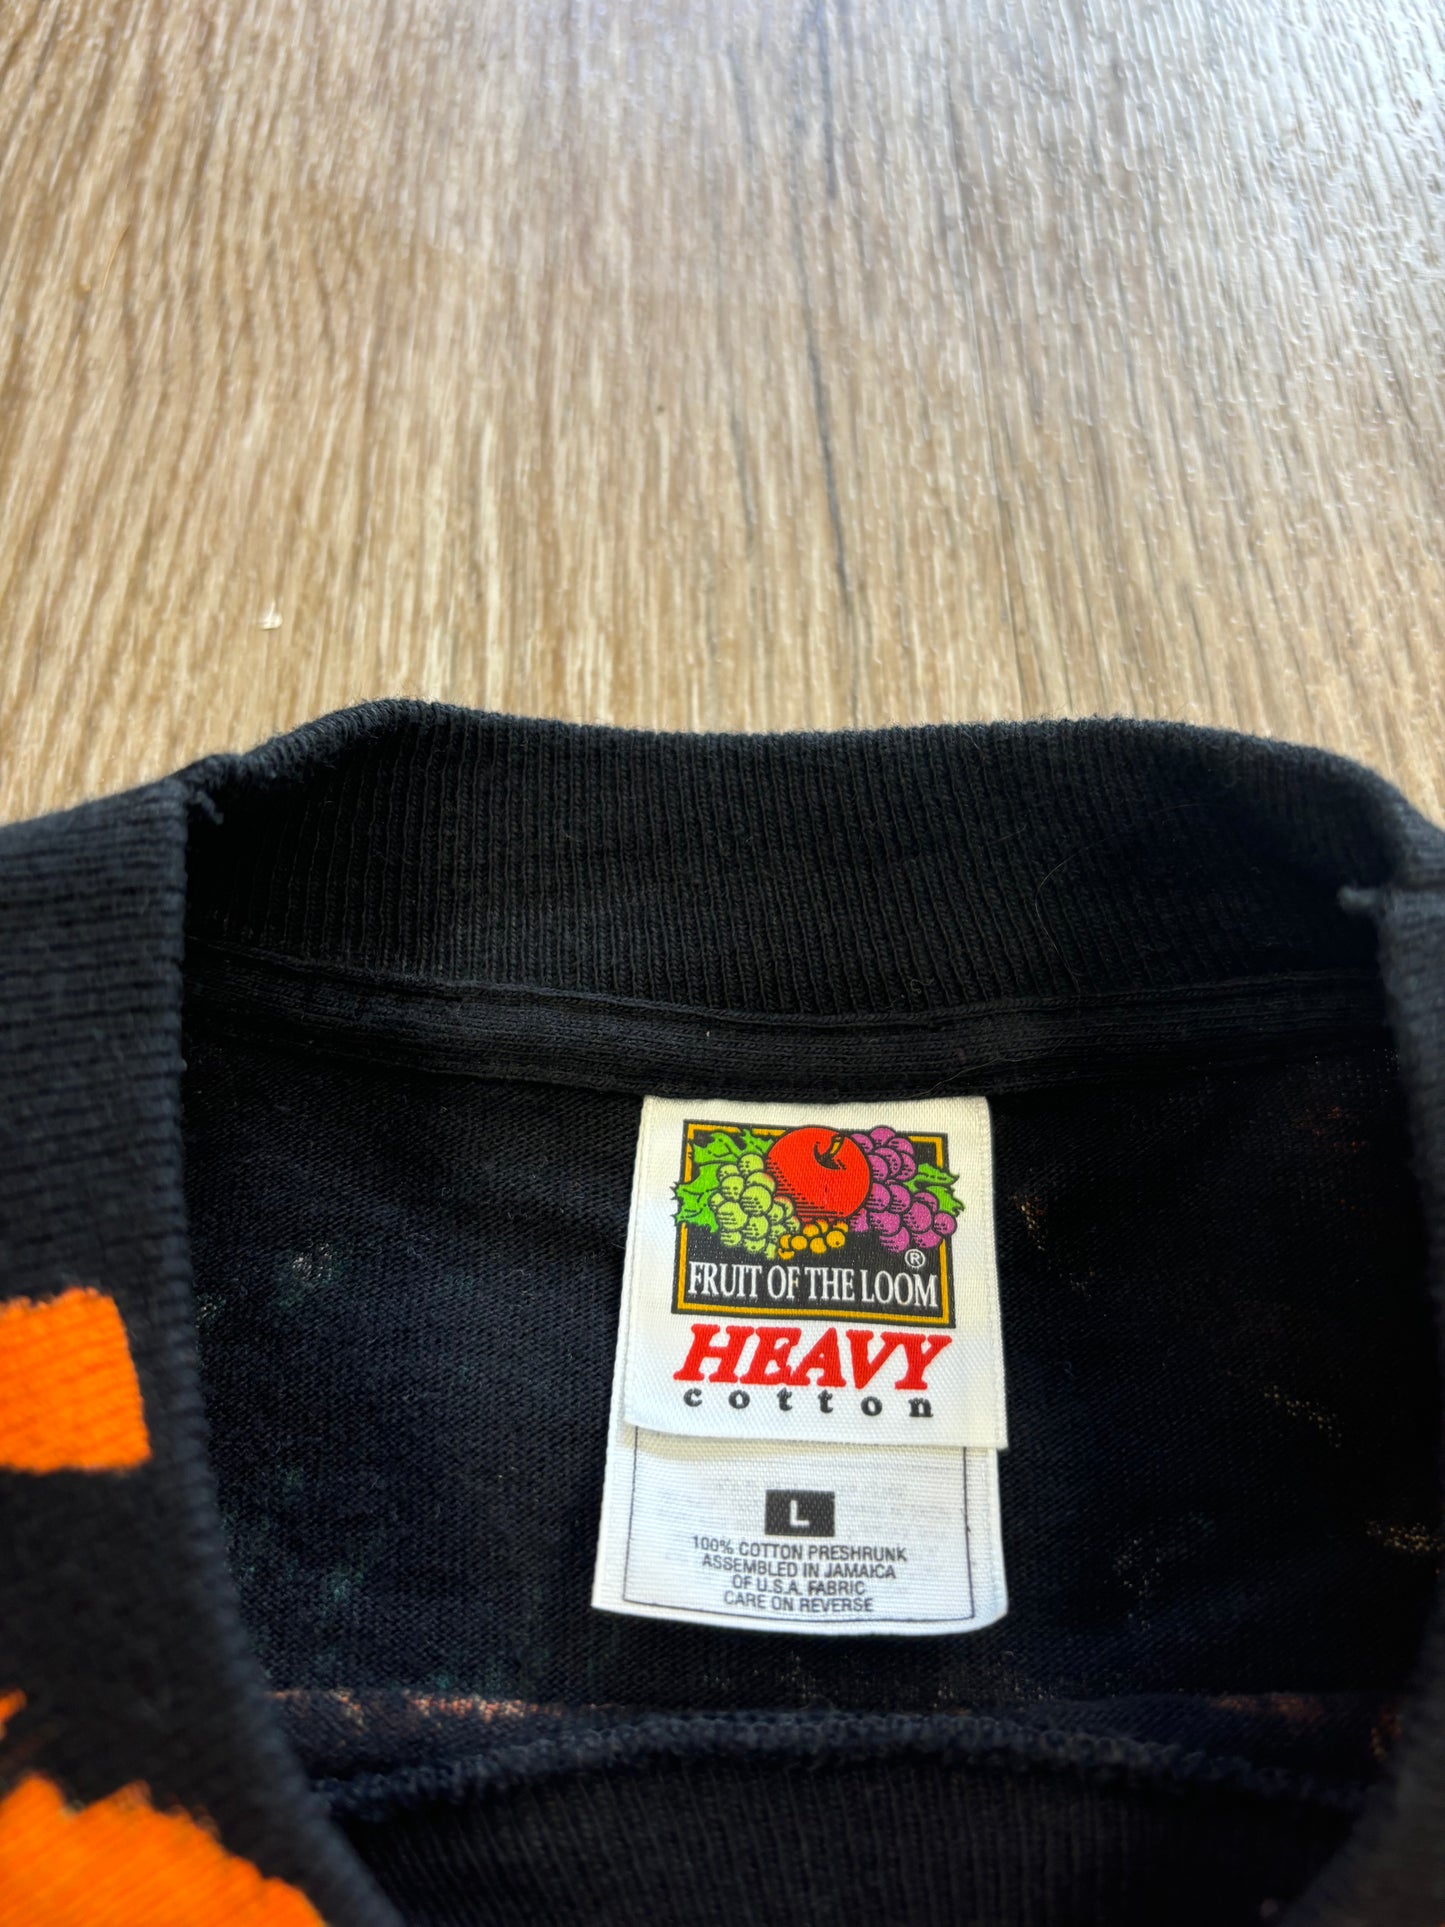 ®
FRUIT OF THE LOOM
HEAVY
cotton
L
100% COTTON PRESHRUNK
ASSEMBLED IN JAMAICA
OF U.S.A. FABRIC
CARE ON REVERSE